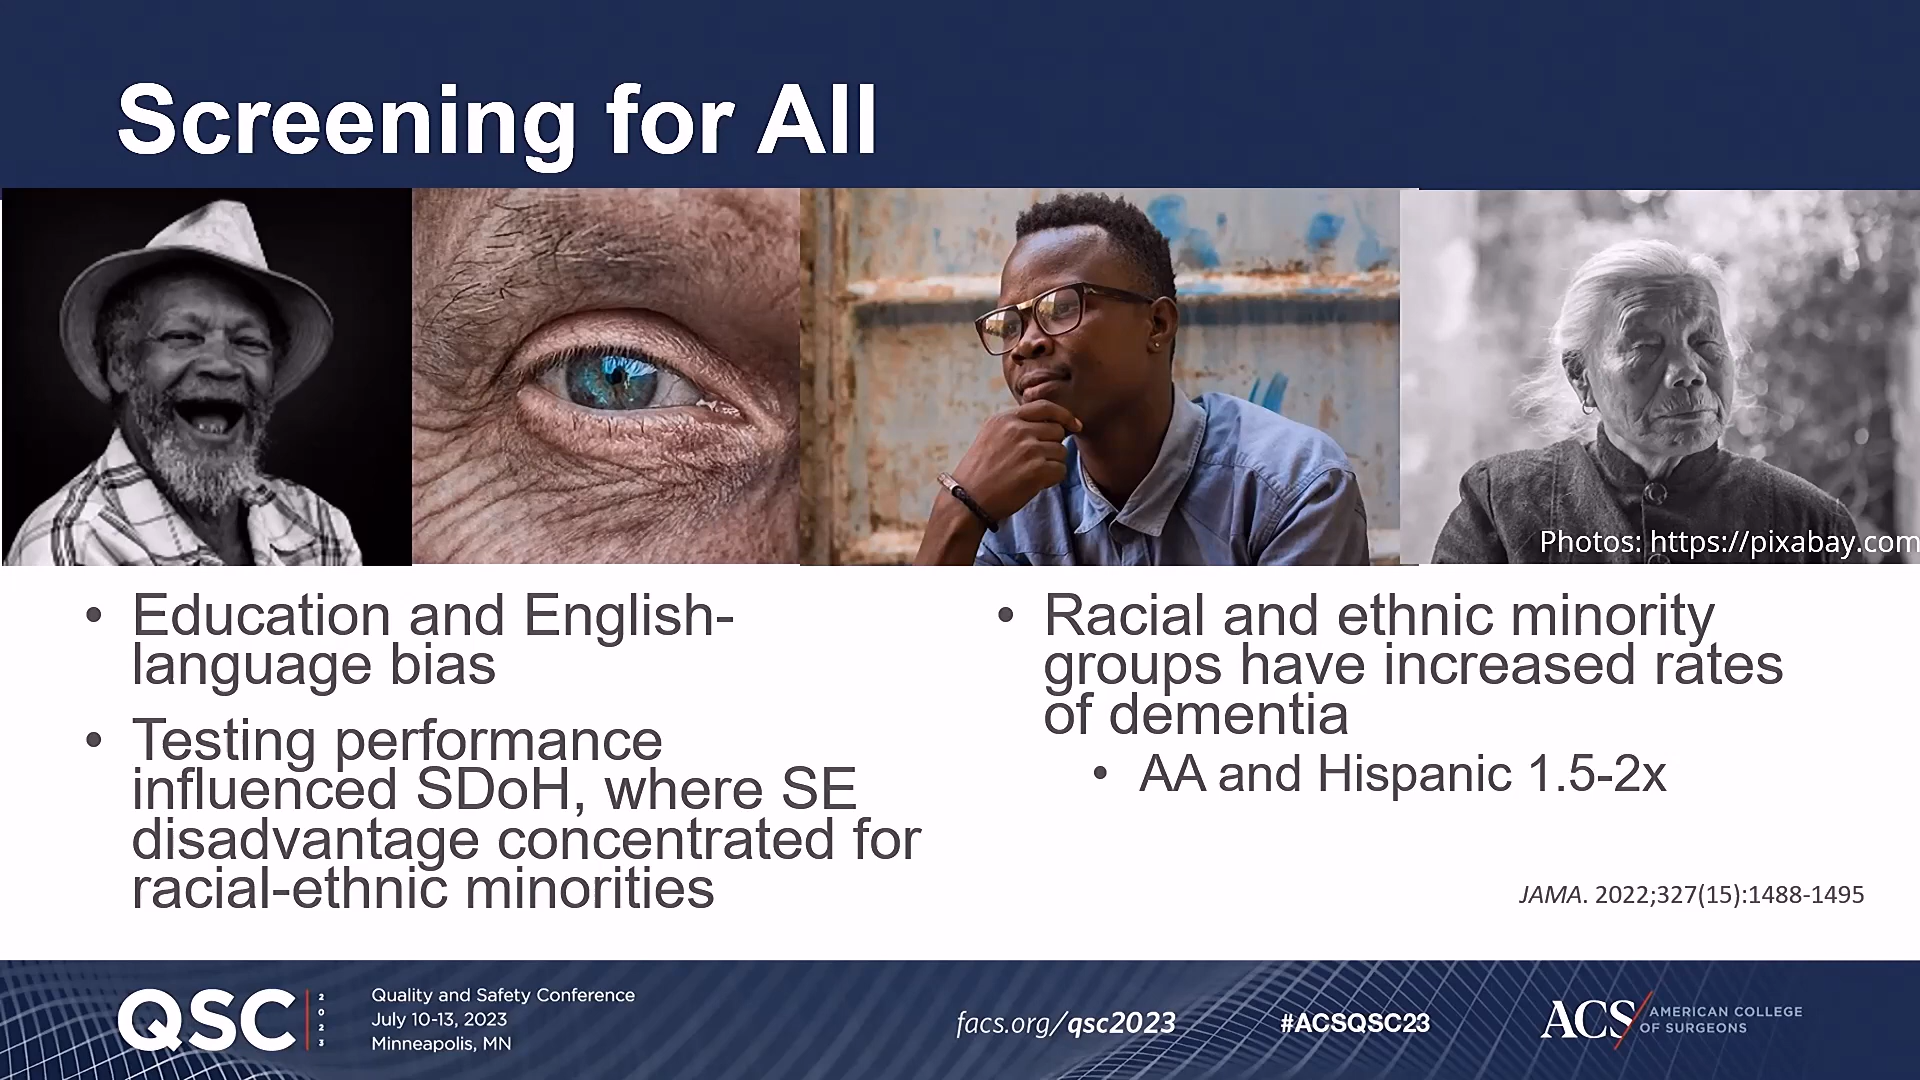 Screening for All
Photos: https://pixabay.com
• Education and English-
language bias
• Testing performance
influenced SDoH, where SE
disadvantage concentrated for
racial-ethnic minorities
• Racial and ethnic minority
groups have increased rates
of dementia
• AA and Hispanic 1.5-2x
JAMA. 2022;327(15):1488-1495
QSC 2023
Quality and Safety Conference
July 10-13, 2023
Minneapolis, MN
facs.org/qsc2023
#ACSQSC23
ACS
AMERICAN COLLEGE
OF SURGEONS